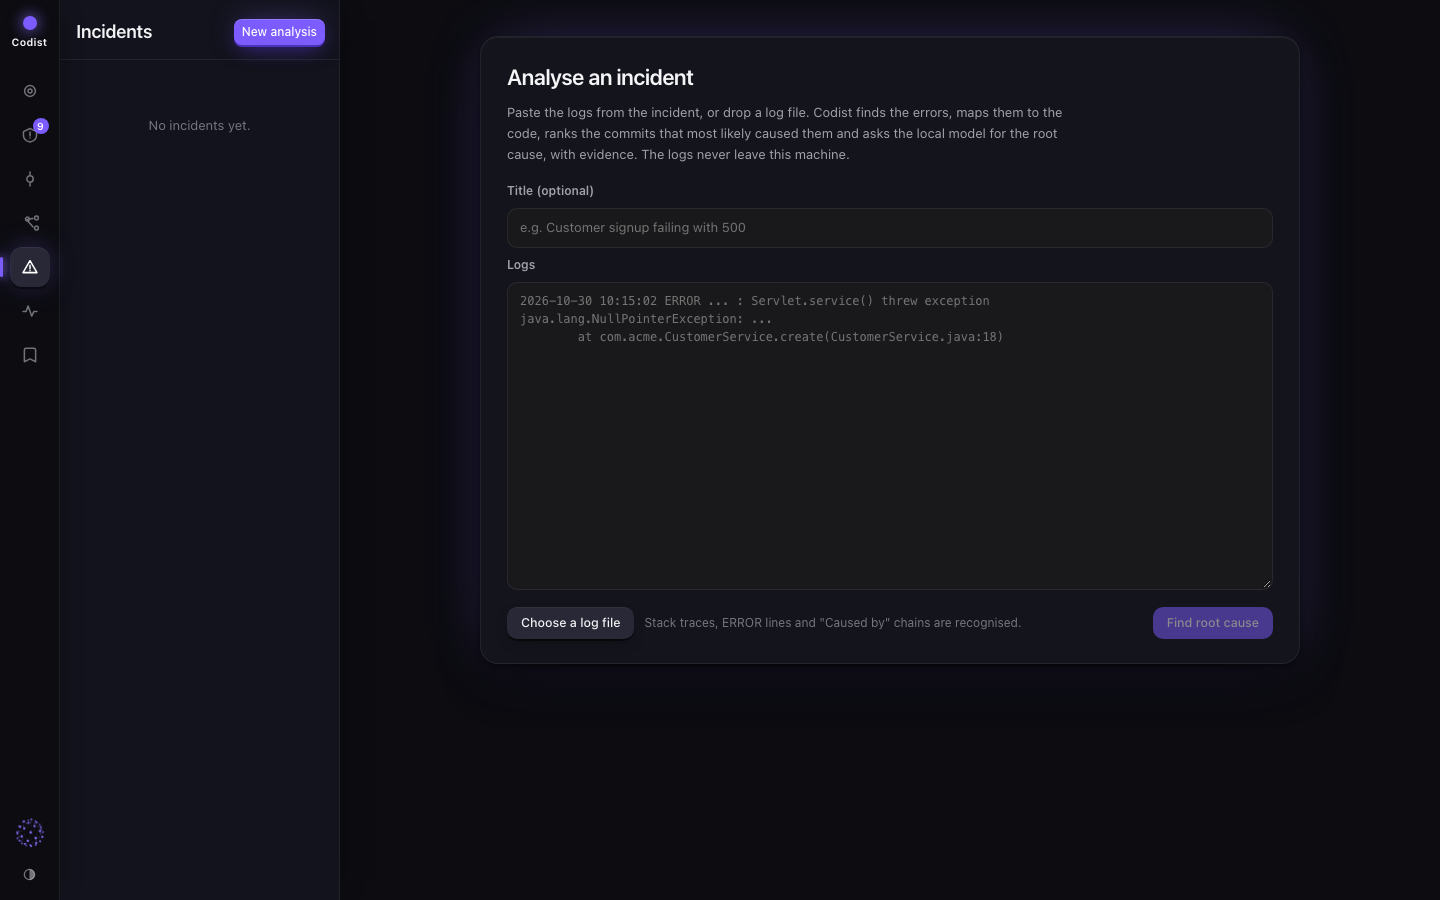 Codist
Incidents
New analysis
9
No incidents yet.
Analyse an incident
Paste the logs from the incident, or drop a log file. Codist finds the errors, maps them to the
code, ranks the commits that most likely caused them and asks the local model for the root
cause, with evidence. The logs never leave this machine.
Title (optional)
e.g. Customer signup failing with 500
Logs
2026-10-30 10:15:02 ERROR ... : Servlet.service() threw exception
java.lang.NullPointerException: ...
        at com.acme.CustomerService.create(CustomerService.java:18)
Choose a log file
Stack traces, ERROR lines and "Caused by" chains are recognised.
Find root cause